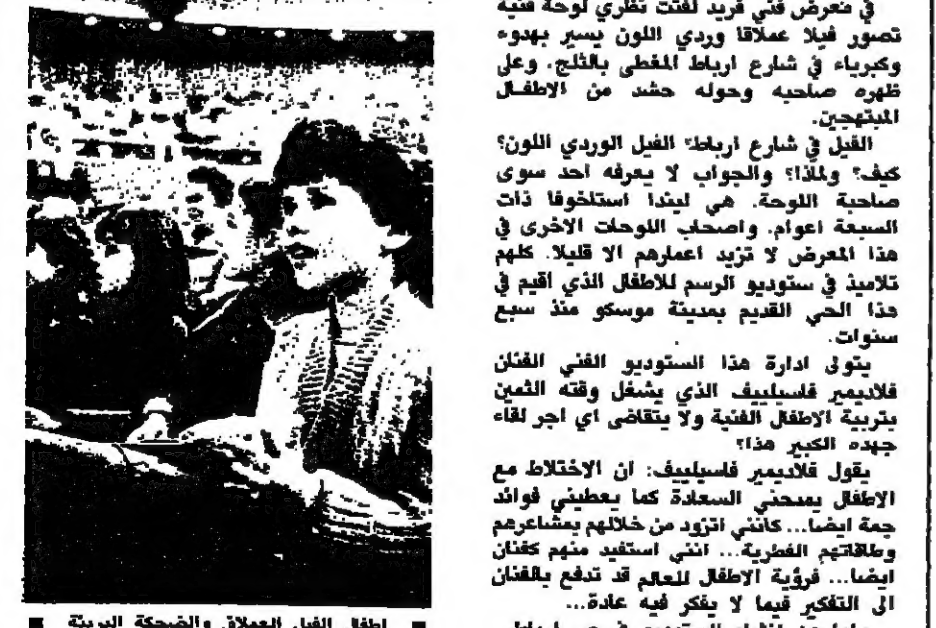 في معرض فني فريد لفتت نظري لوحة فنية
تصور فيلا عملاقا وردي اللون يسير بهدوء
وكبرياء في شارع ارباط المغطى بالثلج. وعلى
ظهره صاحبه وحوله حشد من الاطفال
المبتهجين.
الفيل في شارع ارباط؟ الفيل الوردي اللون؟
كيف؟ ولماذا؟ والجواب لا يعرفه احد سوى
صاحبة اللوحة. هي ليندا استاخوفا ذات
السبعة اعوام. واصحاب اللوحات الاخرى في
هذا المعرض لا تزيد اعمارهم الا قليلا. كلهم
تلاميذ في ستوديو الرسم للاطفال الذي اقيم في
هذا الحي القديم بمدينة موسكو منذ سبع
سنوات.
يتولى ادارة هذا الستوديو الفني الفنان
فلاديمير فاسيلييف الذي يشغل وقته الثمين
بتربية الاطفال الفنية ولا يتقاضى اي اجر لقاء
جهده الكبير هذا؟
يقول فلاديمير فاسيلييف: ان الاختلاط مع
الاطفال يمنحني السعادة كما يعطيني فوائد
جمة ايضا... كانني اتزود من خلالهم بمشاعرهم
وطاقاتهم الفطرية... انني استفيد منهم كفنان
ايضا... فرؤية الاطفال للعالم قد تدفع بالفنان
الى التفكير فيما لا يفكر فيه عادة...
■ اطفال الفيل العملاق والضحكة البريئة ■